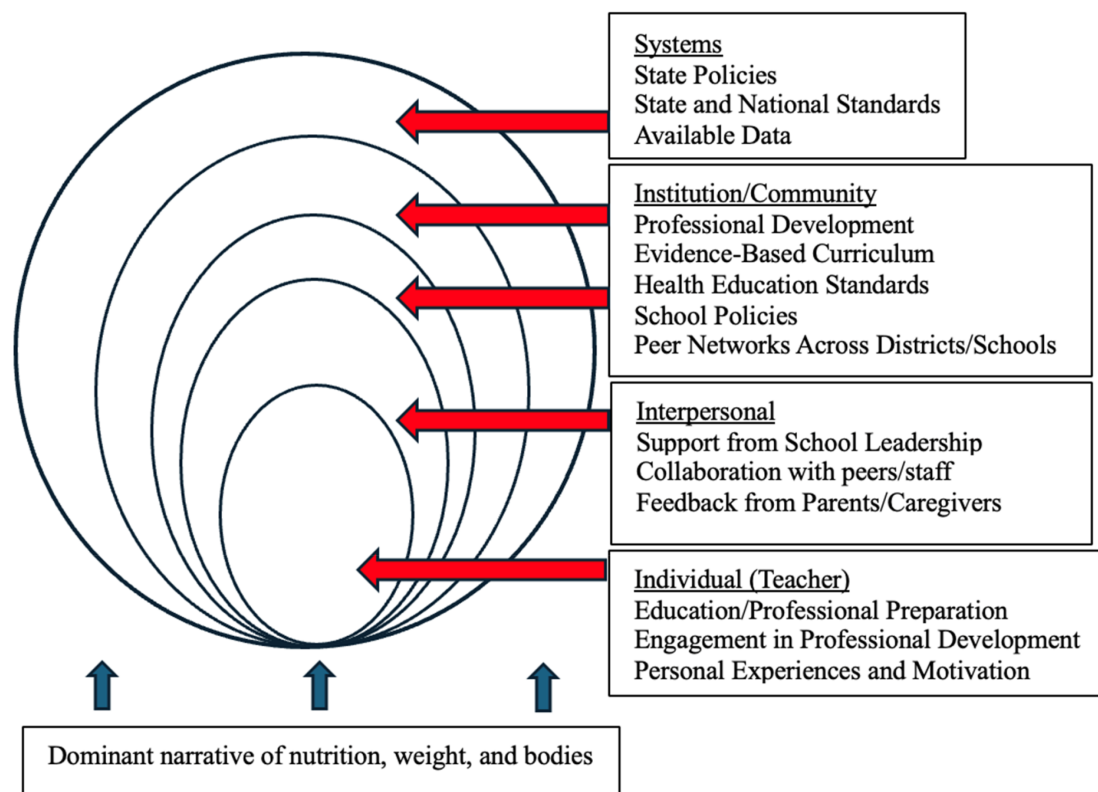 Systems
State Policies
State and National Standards
Available Data
Institution/Community
Professional Development
Evidence-Based Curriculum
Health Education Standards
School Policies
Peer Networks Across Districts/Schools
Interpersonal
Support from School Leadership
Collaboration with peers/staff
Feedback from Parents/Caregivers
Individual (Teacher)
Education/Professional Preparation
Engagement in Professional Development
Personal Experiences and Motivation
Dominant narrative of nutrition, weight, and bodies